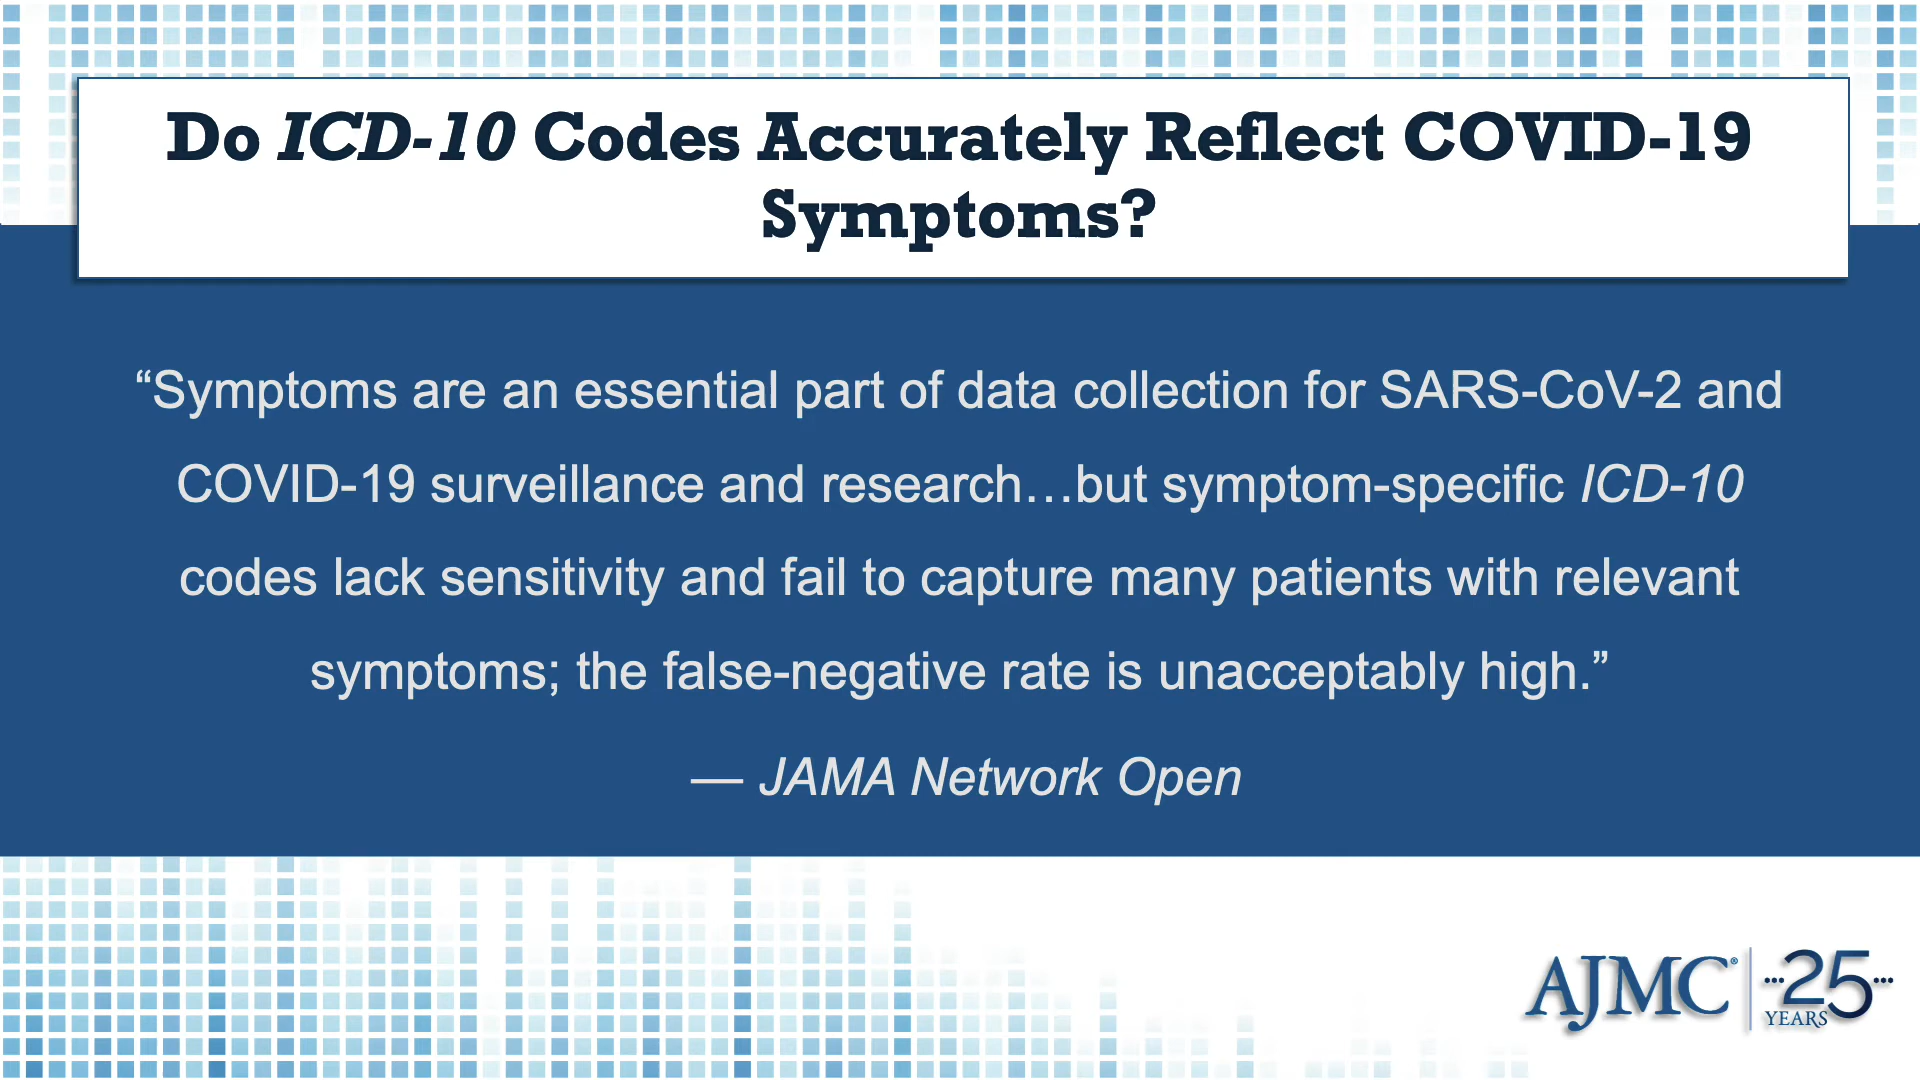 Do ICD-10 Codes Accurately Reflect COVID-19
Symptoms?
“Symptoms are an essential part of data collection for SARS-CoV-2 and
COVID-19 surveillance and research…but symptom-specific ICD-10
codes lack sensitivity and fail to capture many patients with relevant
symptoms; the false-negative rate is unacceptably high.”
— JAMA Network Open
AJMC® 25
YEARS